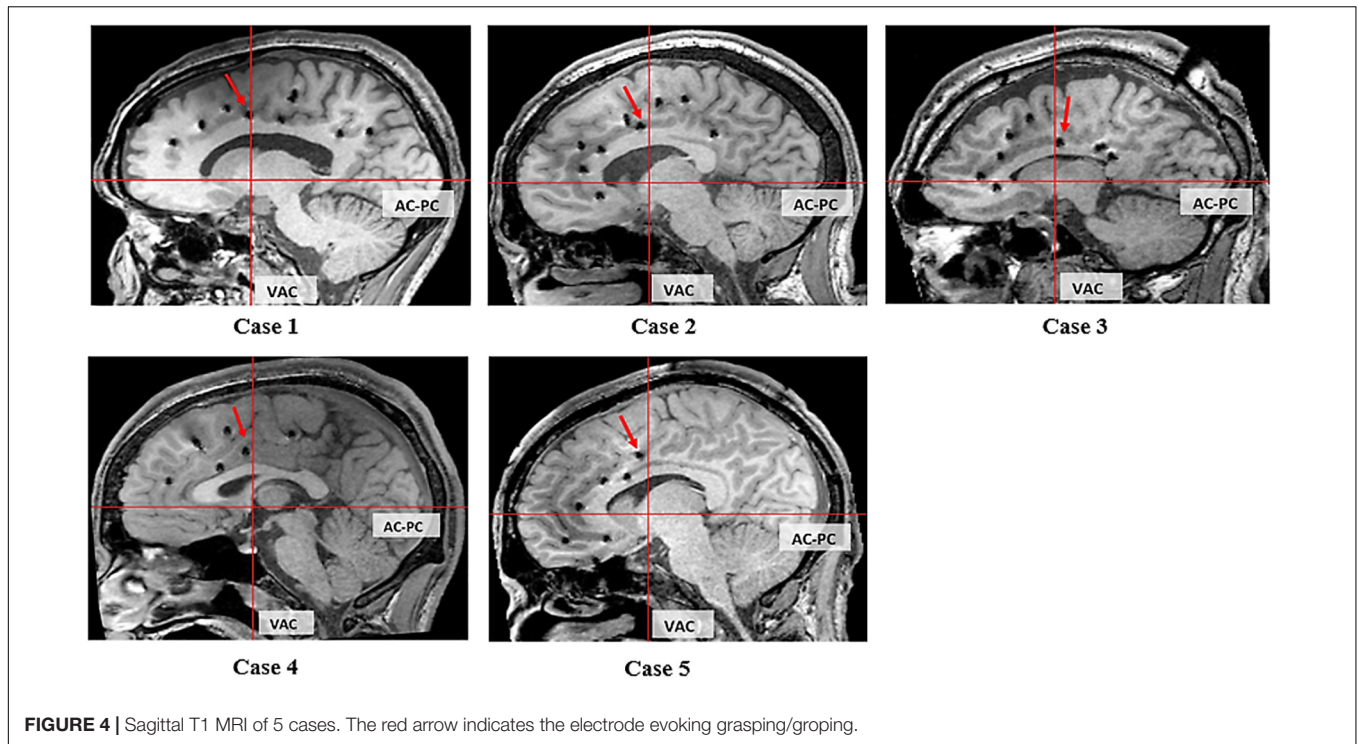 AC-PC
VAC
Case 1
AC-PC
VAC
Case 2
AC-PC
VAC
Case 3
AC-PC
VAC
Case 4
AC-PC
VAC
Case 5
FIGURE 4 | Sagittal T1 MRI of 5 cases. The red arrow indicates the electrode evoking grasping/groping.